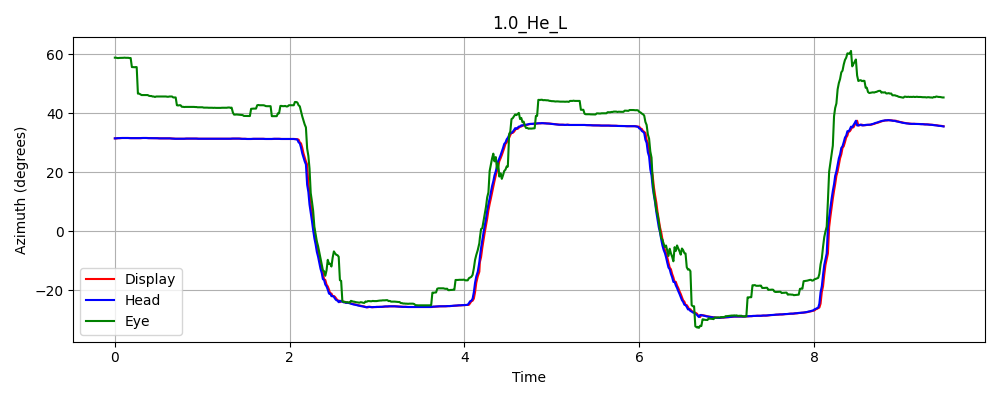 1.0_He_L
Azimuth (degrees)
60
40
20
0
−20
Display
Head
Eye
0 2 4 6 8
Time